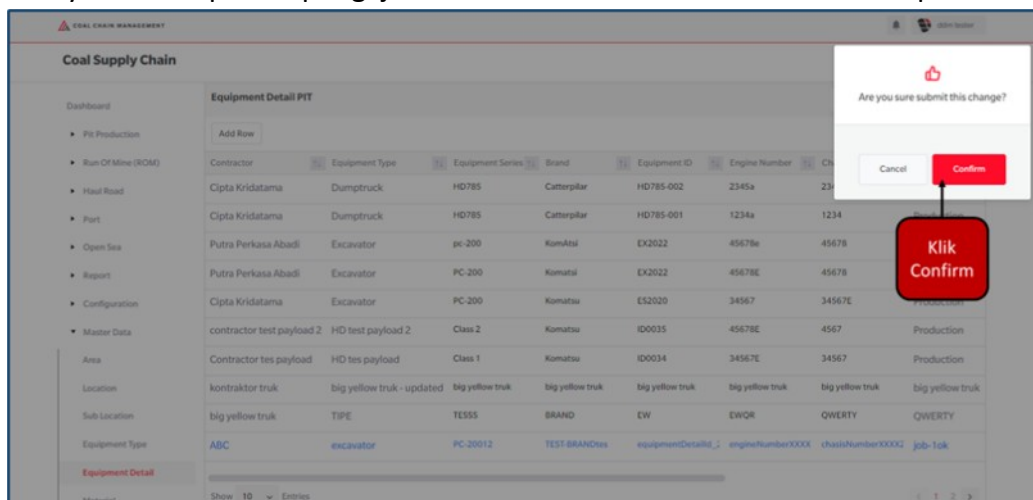 COAL CHAIN MANAGEMENT
ddm tester
Coal Supply Chain
Are you sure submit this change?
Cancel
Confirm
Klik
Confirm
Equipment Detail PIT
Add Row
Dashboard
Pit Production
Run Of Mine (ROM)
Haul Road
Port
Open Sea
Report
Configuration
Master Data
Area
Location
Sub Location
Equipment Type
Equipment Detail
Contractor Equipment Type Equipment Series Brand Equipment ID Engine Number
Cipta Kridatama Dumptruck HD785 Catterpilar HD785-002 2345a
Cipta Kridatama Dumptruck HD785 Catterpilar HD785-001 1234a 1234 Production
Putra Perkasa Abadi Excavator pc-200 KomAtsi EX2022 45678e 45678
Putra Perkasa Abadi Excavator PC-200 Komatsi EX2022 45678E 45678
Cipta Kridatama Excavator PC-200 Komatsu ES2020 34567 34567E Production
contractor test payload 2 HD test payload 2 Class 2 Komatsu ID0035 45678E 4567 Production
Contractor tes payload HD tes payload Class 1 Komatsu ID0034 34567E 34567 Production
kontraktor truk big yellow truk - updated big yellow truk big yellow truk big yellow truk big yellow truk big yellow truk big yellow truk
big yellow truk TIPE TES55 BRAND EW EWQR QWERTY QWERTY
ABC excavator PC-20012 TEST-BRANDtes equipmentDetailId_ engineNumberXXXX chasisNumberXXXX job-1ok
Show 10 Entries
1 2